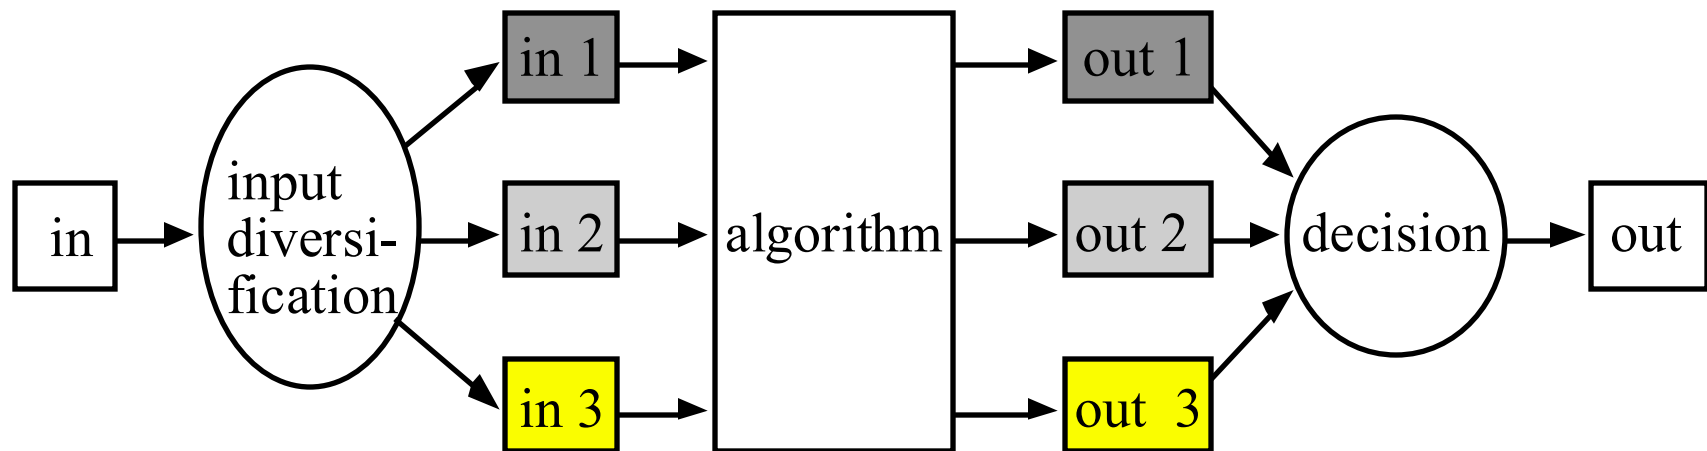 in
input
diversi-
fication
in 1
in 2
in 3
algorithm
out 1
out 2
out 3
decision
out